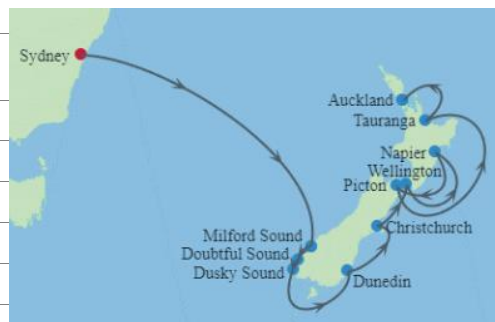 Sydney
Auckland
Tauranga
Napier
Wellington
Picton
Christchurch
Milford Sound
Doubtful Sound
Dusky Sound
Dunedin